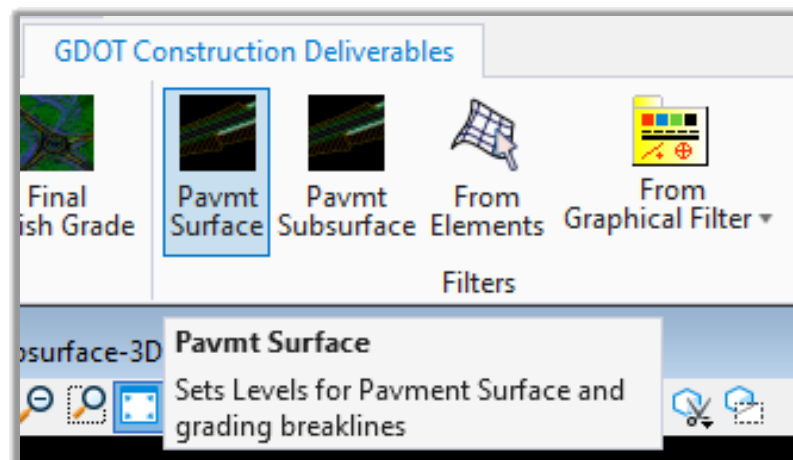 GDOT Construction Deliverables
Final
ish Grade
Pavmt
Surface
Pavmt
Subsurface
From
Elements
From
Graphical Filter
Filters
bsurface-3D
Pavmt Surface
Sets Levels for Pavment Surface and
grading breaklines